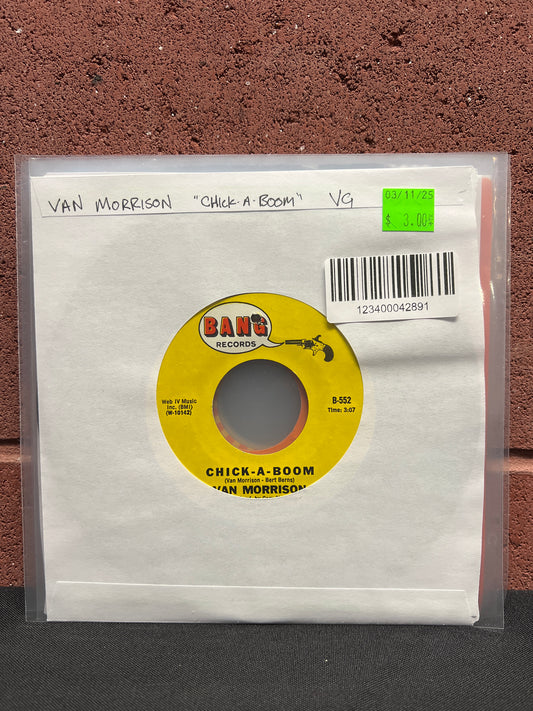 VAN MORRISON "CHICK-A-BOOM" VG
03/11/25
$ 3.00
123400042891
BANG
RECORDS
Web IV Music
Inc. (BMI)
(W-10142)
B-552
Time: 3:07
CHICK-A-BOOM
(Van Morrison - Bert Berns)
VAN MORRISON